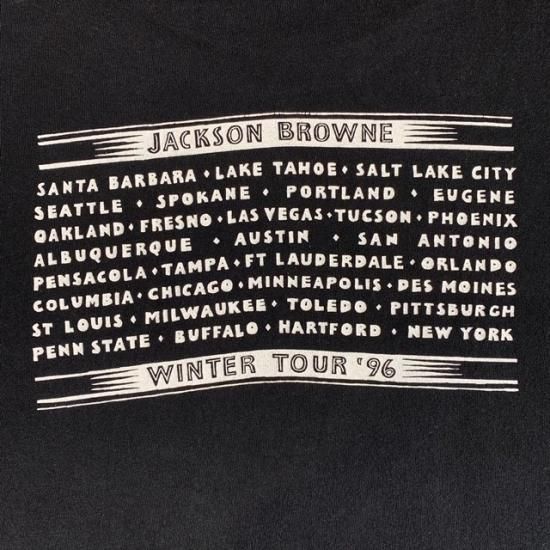 JACKSON BROWNE
SANTA BARBARA • LAKE TAHOE • SALT LAKE CITY
SEATTLE • SPOKANE • PORTLAND • EUGENE
OAKLAND • FRESNO • LAS VEGAS • TUCSON • PHOENIX
ALBUQUERQUE • AUSTIN • SAN ANTONIO
PENSACOLA • TAMPA • FT LAUDERDALE • ORLANDO
COLUMBIA • CHICAGO • MINNEAPOLIS • DES MOINES
ST LOUIS • MILWAUKEE • TOLEDO • PITTSBURGH
PENN STATE • BUFFALO • HARTFORD • NEW YORK
WINTER TOUR '96